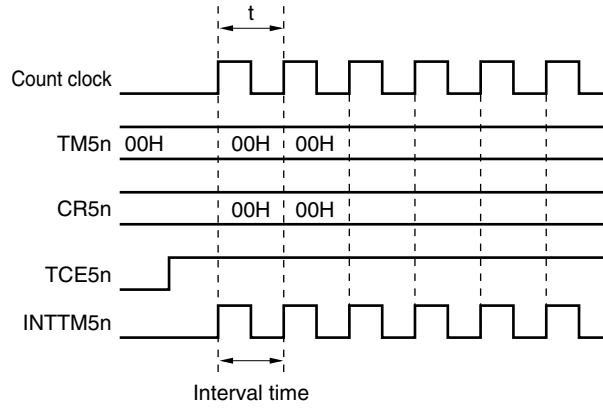 t
Count clock
TM5n 00H 00H 00H
CR5n 00H 00H
TCE5n
INTTM5n
Interval time